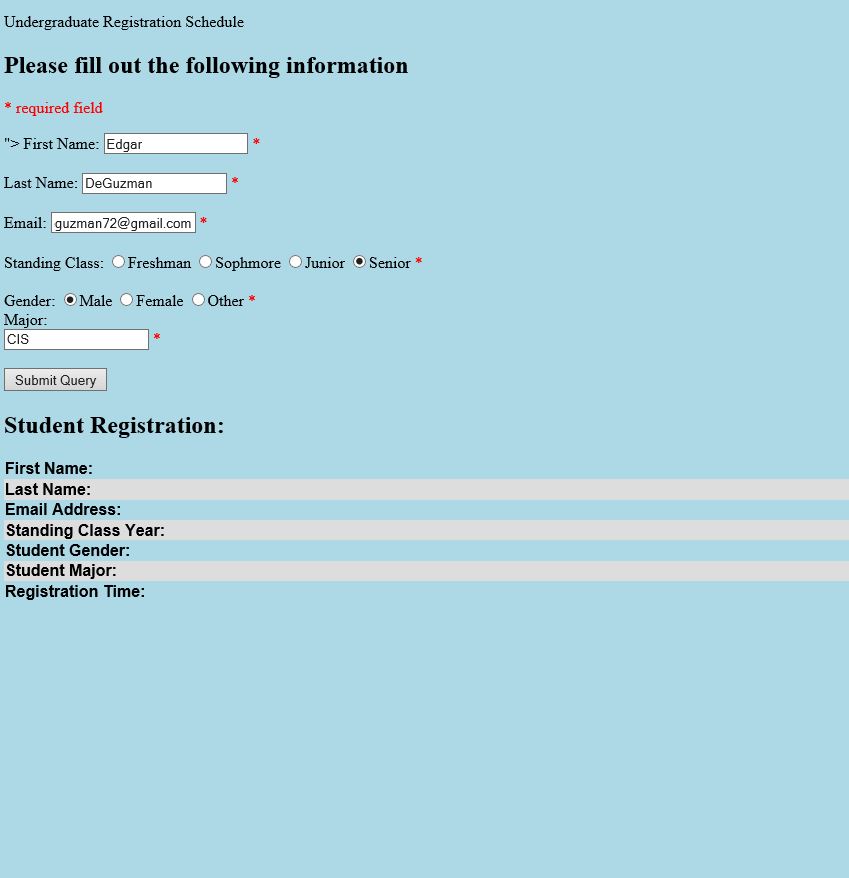 Undergraduate Registration Schedule
Please fill out the following information
* required field
"> First Name: Edgar *
Last Name: DeGuzman *
Email: guzman72@gmail.com *
Standing Class: Freshman Sophmore Junior Senior *
Gender: Male Female Other *
Major:
CIS *
Submit Query
Student Registration:
First Name:
Last Name:
Email Address:
Standing Class Year:
Student Gender:
Student Major:
Registration Time: